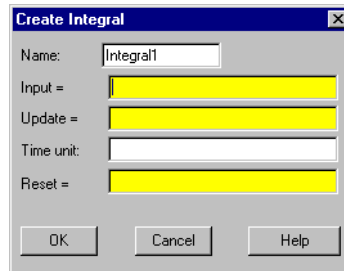 Create Integral
Name: Integral1
Input =
Update =
Time unit:
Reset =
OK Cancel Help